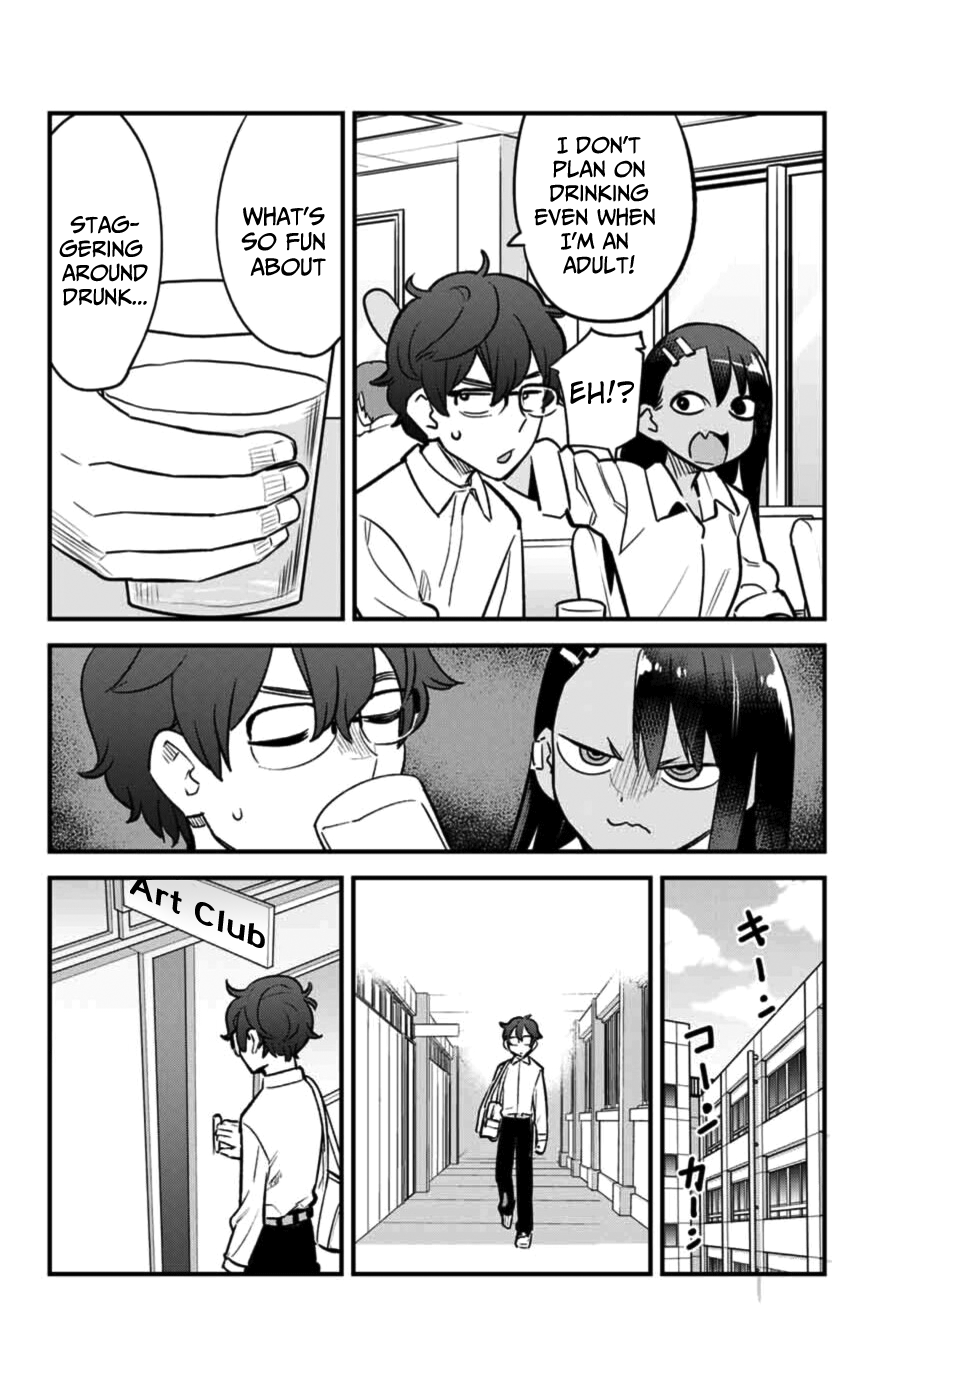 I DON'T
PLAN ON
DRINKING
EVEN WHEN
I'M AN
ADULT!
EH!?
WHAT'S
SO FUN
ABOUT
STAG-
GERING
AROUND
DRUNK...
キーン
コーン
カーン
Art Club